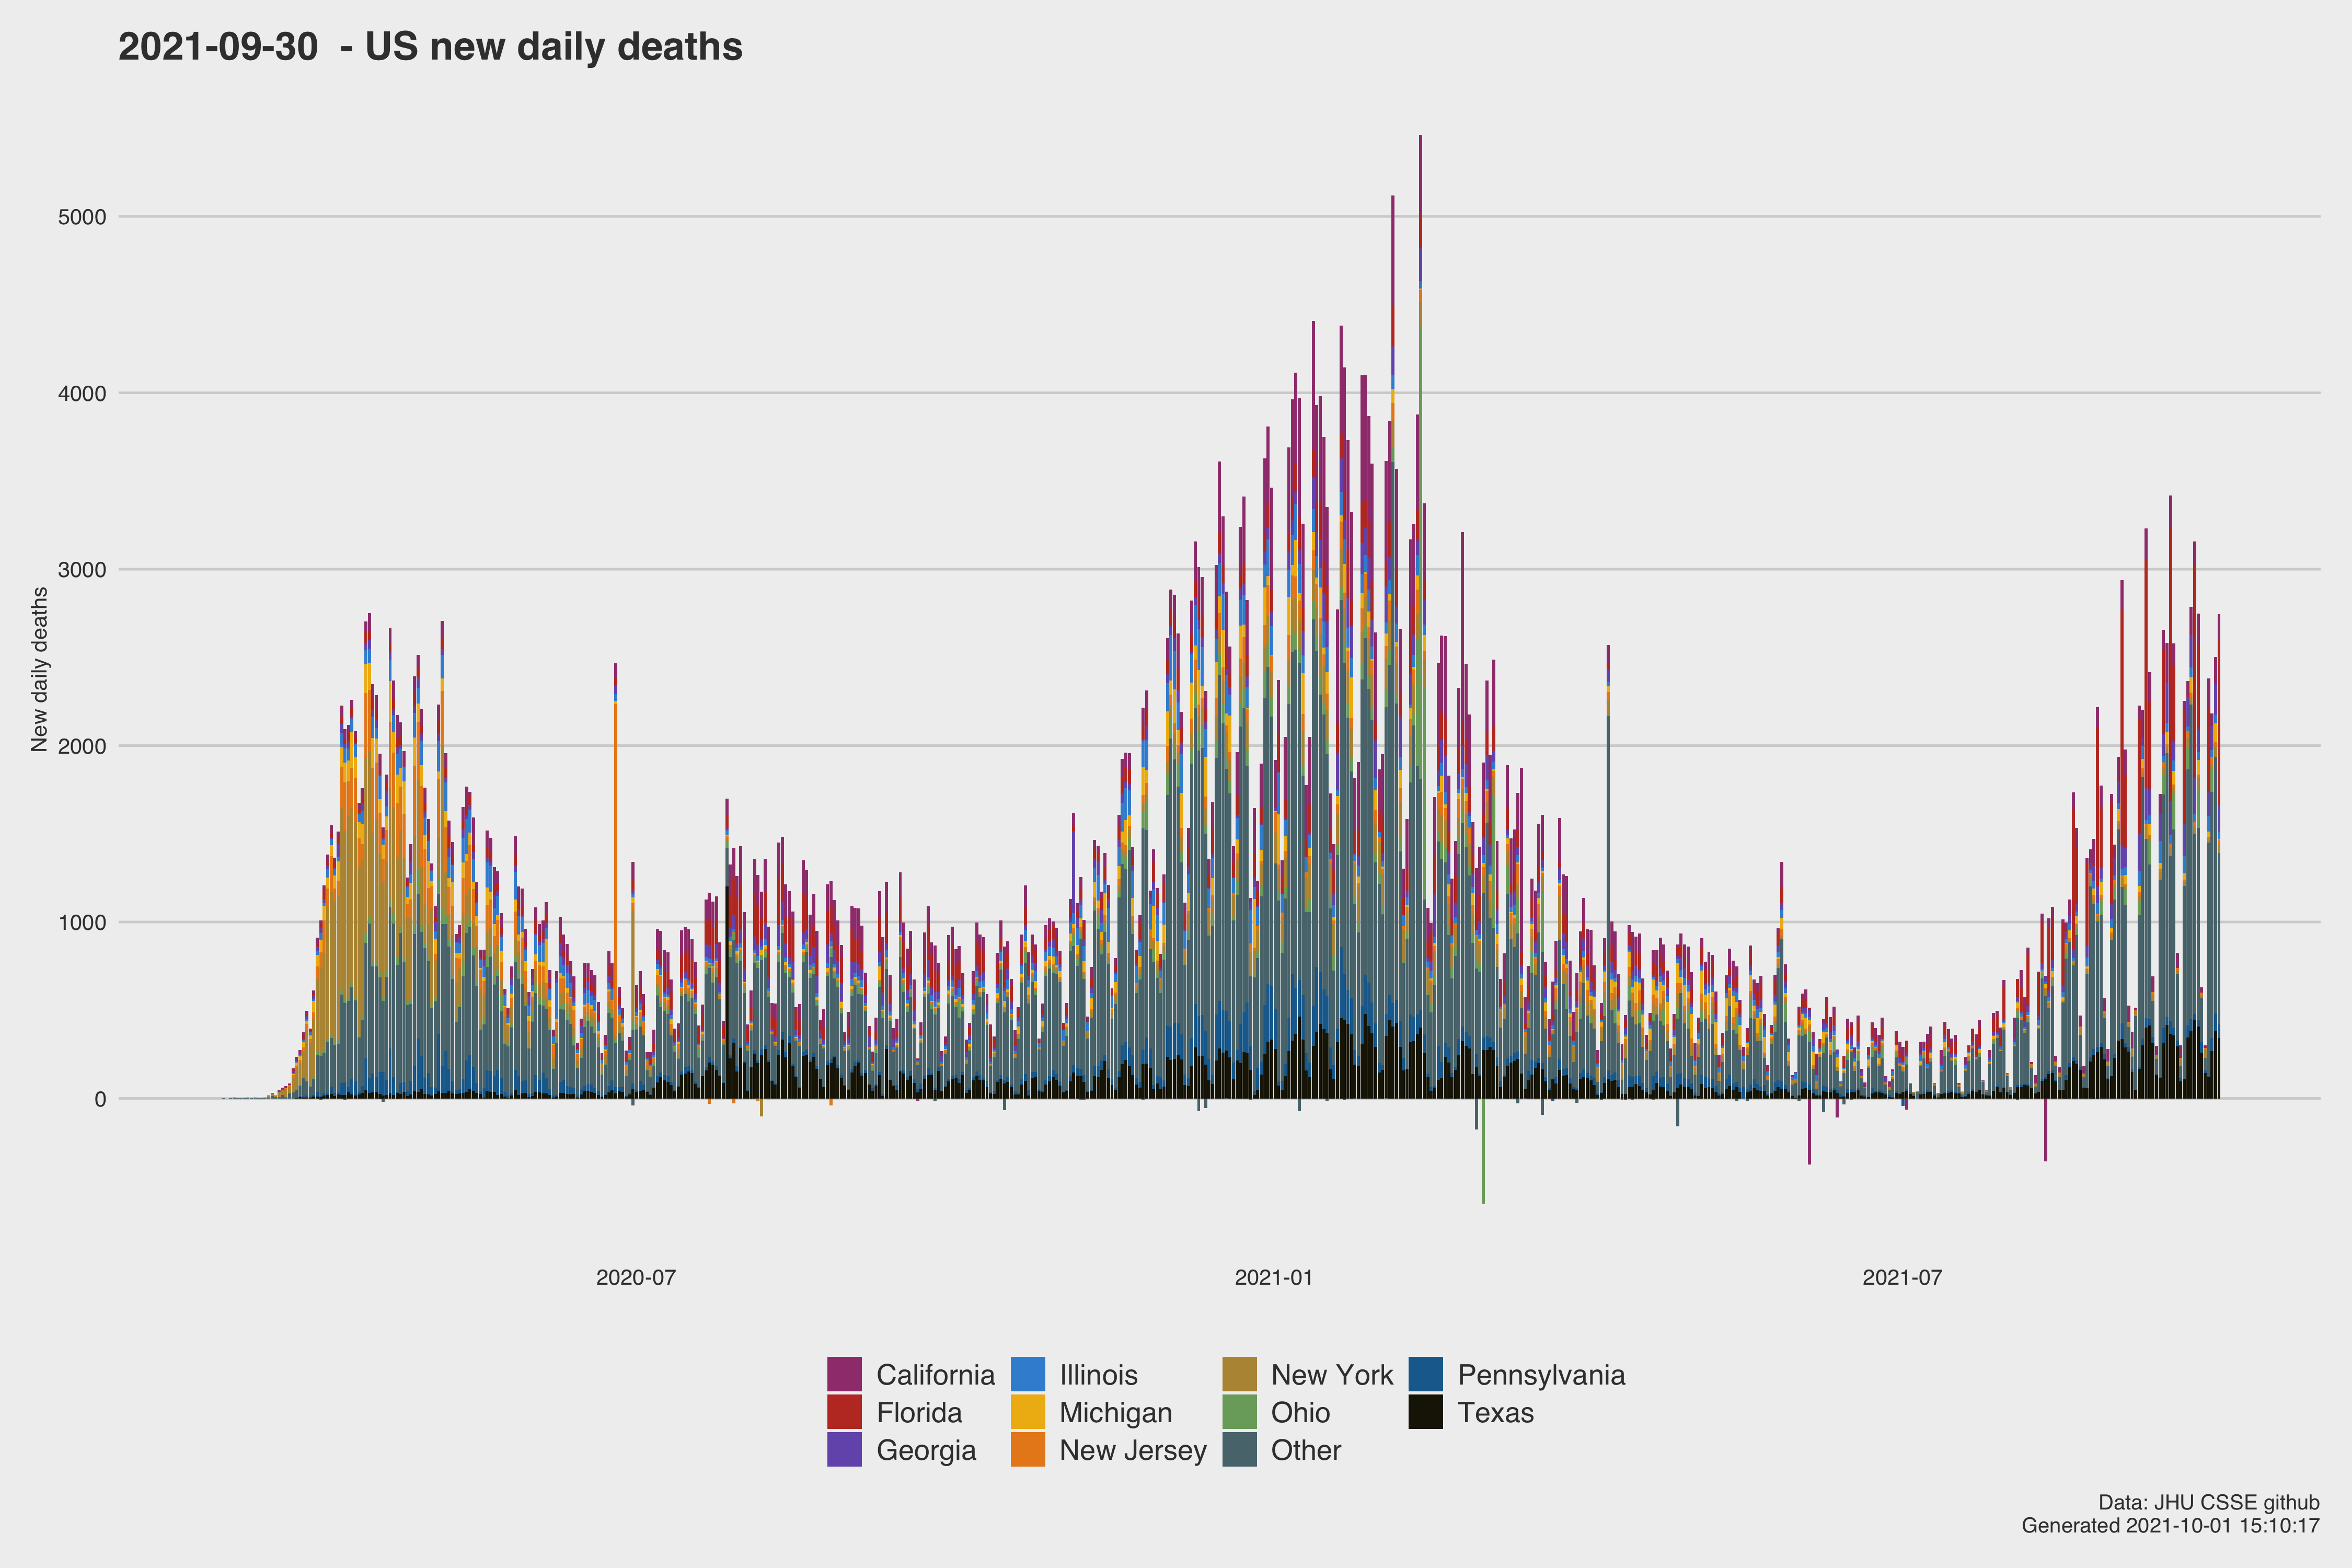 2021-09-30  - US new daily deaths
New daily deaths
5000
4000
3000
2000
1000
0
2020-07
2021-01
2021-07
California
Florida
Georgia
Illinois
Michigan
New Jersey
New York
Ohio
Other
Pennsylvania
Texas
Data: JHU CSSE github
Generated 2021-10-01 15:10:17